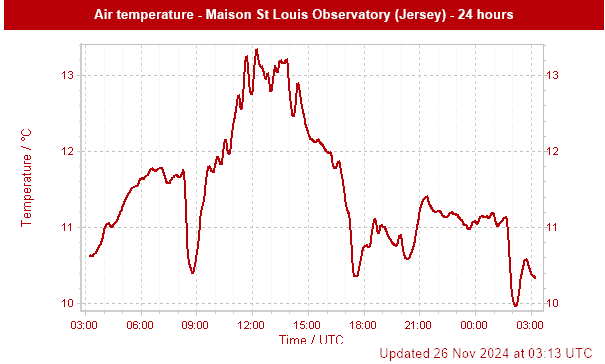 Air temperature - Maison St Louis Observatory (Jersey) - 24 hours
13 13
12 12
11 11
10 10
Temperature / °C
03:00 06:00 09:00 12:00 15:00 18:00 21:00 00:00 03:00
Time / UTC
Updated 26 Nov 2024 at 03:13 UTC